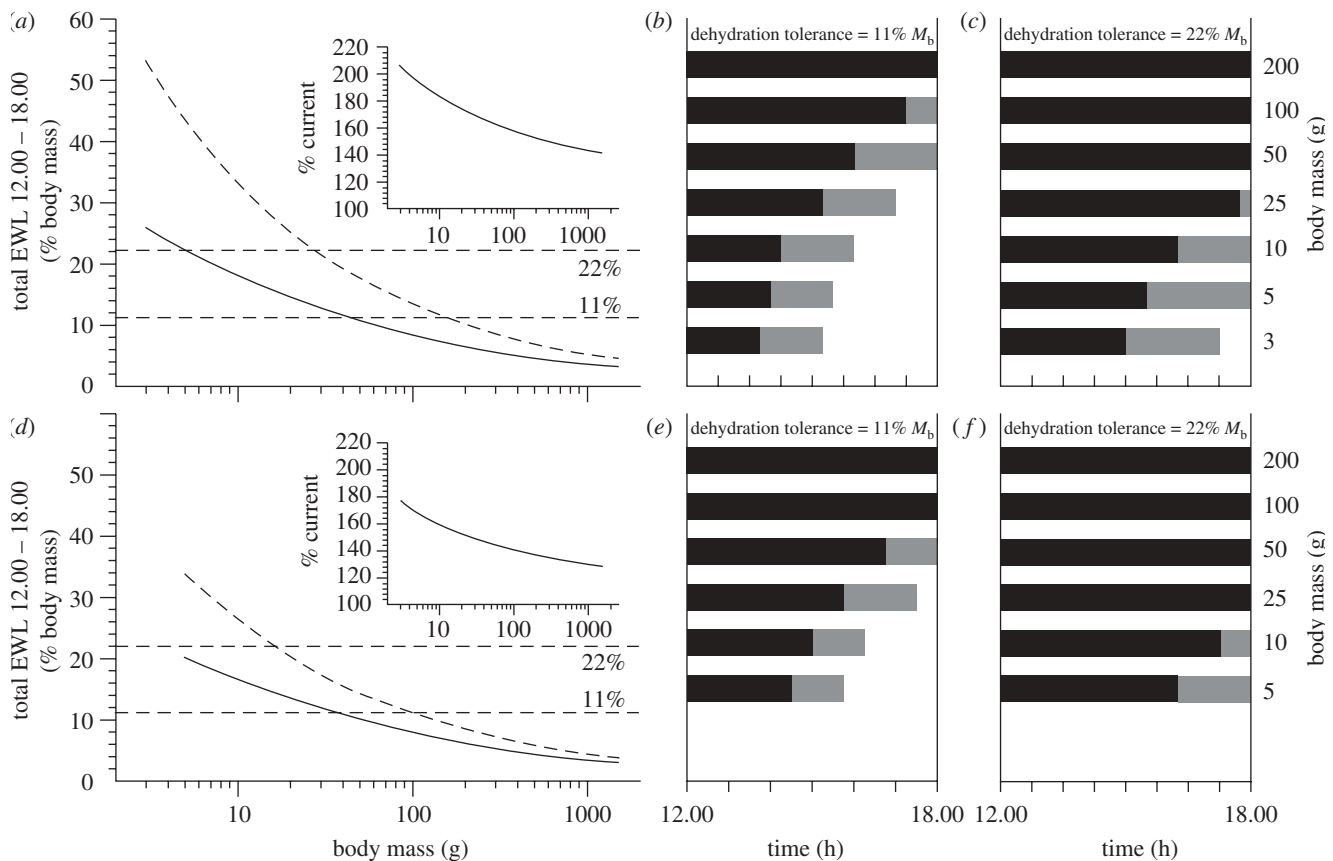 (a)
60
50
40
30
20
10
0
total EWL 12.00 – 18.00
(% body mass)
220
200
180
160
140
120
100
% current
10 100 1000
22%
11%
(b)
dehydration tolerance = 11% Mb
(c)
dehydration tolerance = 22% Mb
200
100
50
25
10
5
3
body mass (g)
(d)
50
40
30
20
10
0
total EWL 12.00 – 18.00
(% body mass)
220
200
180
160
140
120
100
% current
10 100 1000
22%
11%
10 100 1000
body mass (g)
(e)
dehydration tolerance = 11% Mb
12.00 18.00
time (h)
(f)
dehydration tolerance = 22% Mb
200
100
50
25
10
5
body mass (g)
12.00 18.00
time (h)